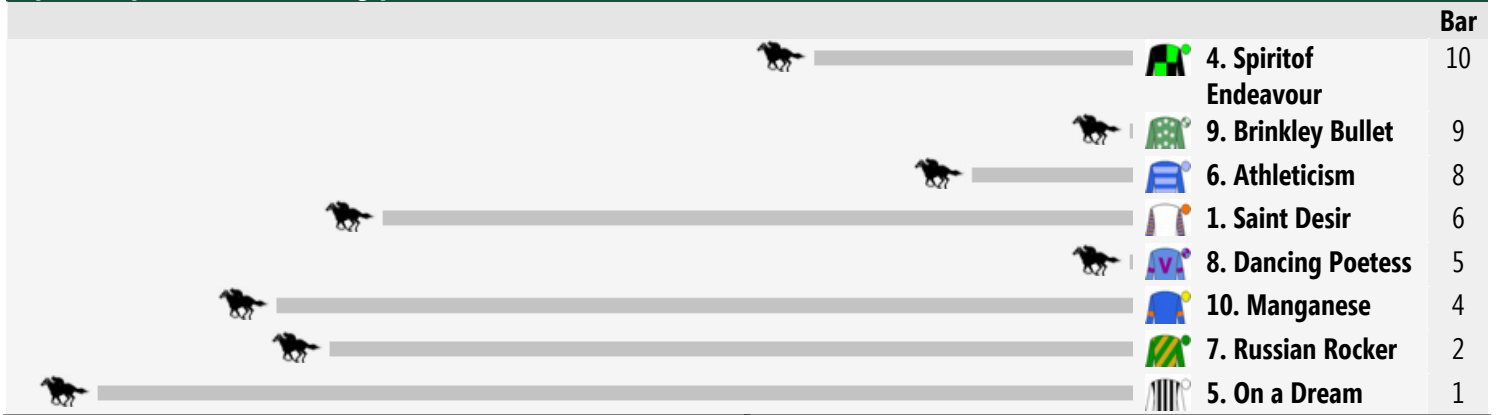 Bar
4. Spiritof 10
Endeavour
9. Brinkley Bullet 9
6. Athleticism 8
1. Saint Desir 6
V 8. Dancing Poetess 5
10. Manganese 4
7. Russian Rocker 2
5. On a Dream 1